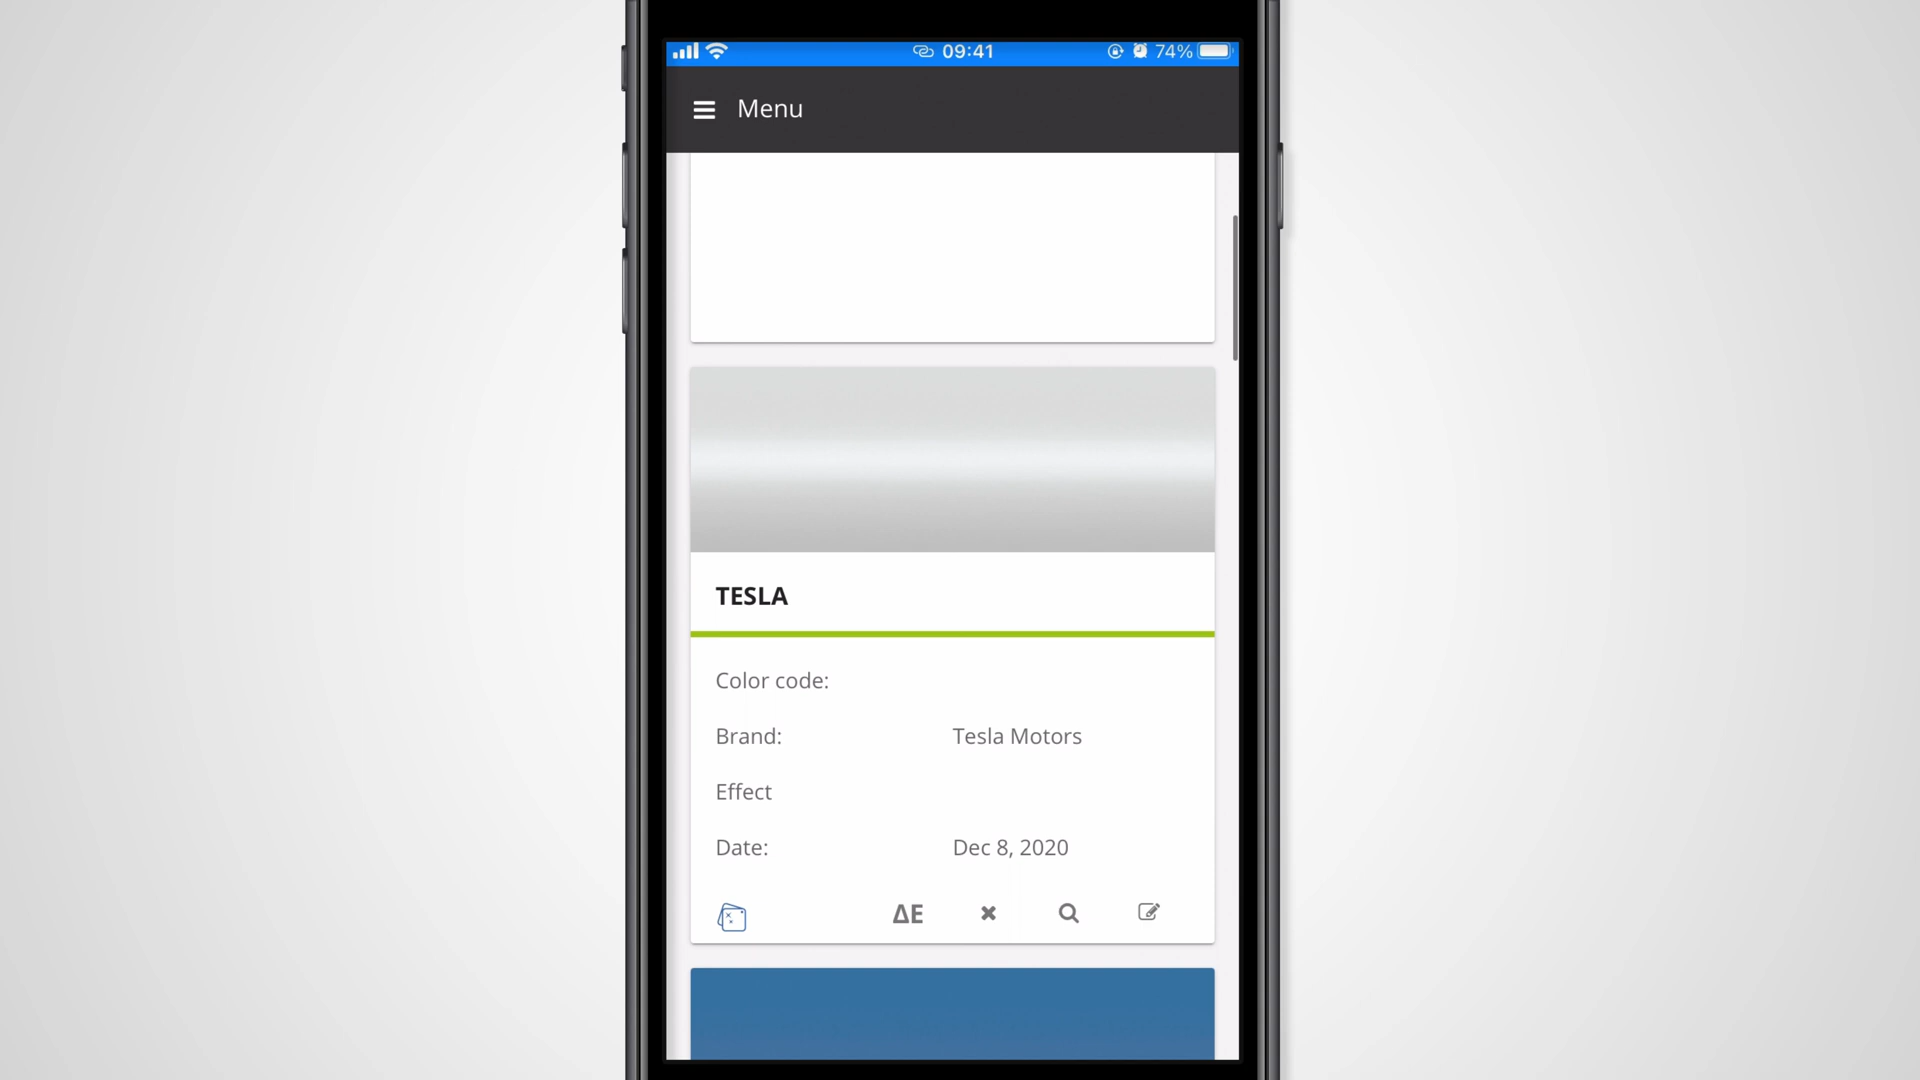 09:41
74%
Menu
TESLA
Color code:
Brand: Tesla Motors
Effect
Date: Dec 8, 2020
ΔE